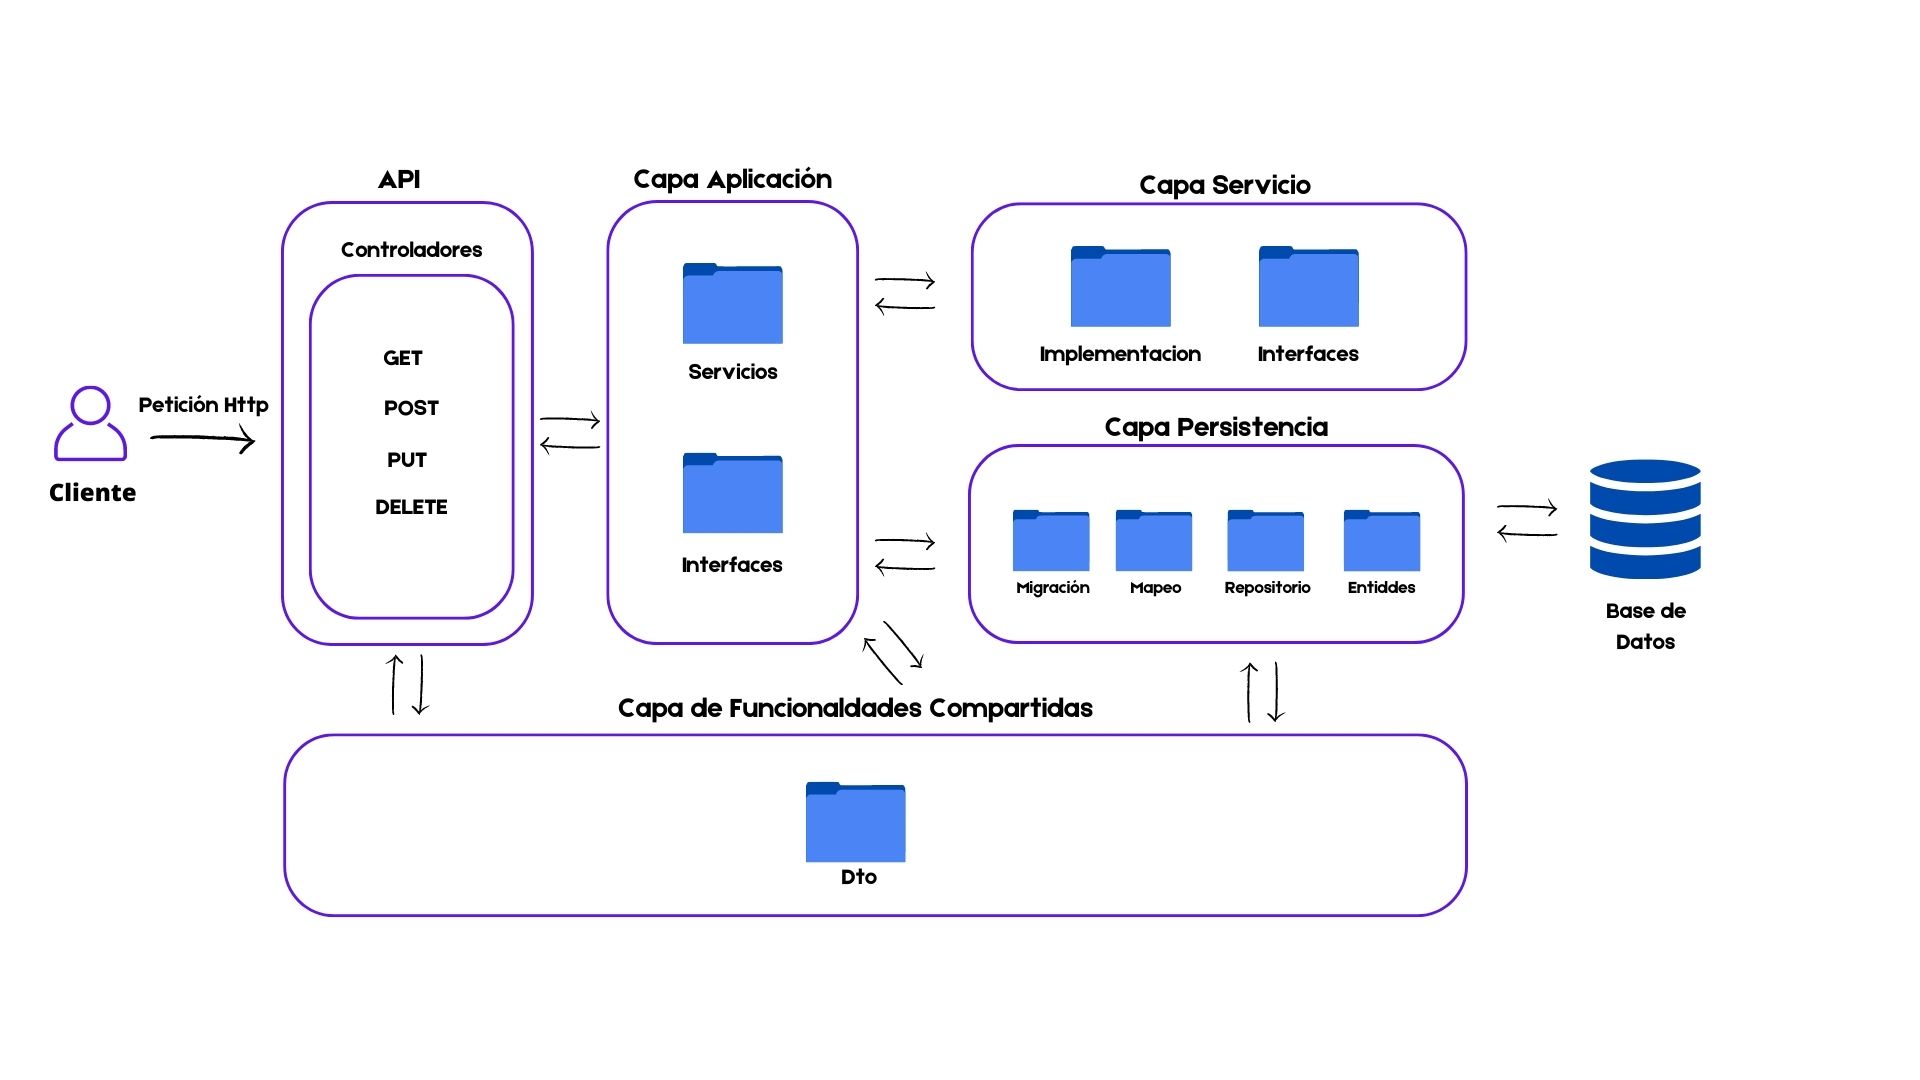 API
Capa Aplicación
Capa Servicio
Controladores
GET
POST
PUT
DELETE
Petición Http
Cliente
Servicios
Interfaces
Implementacion
Interfaces
Capa Persistencia
Migración
Mapeo
Repositorio
Entiddes
Base de
Datos
Capa de Funcionaldades Compartidas
Dto